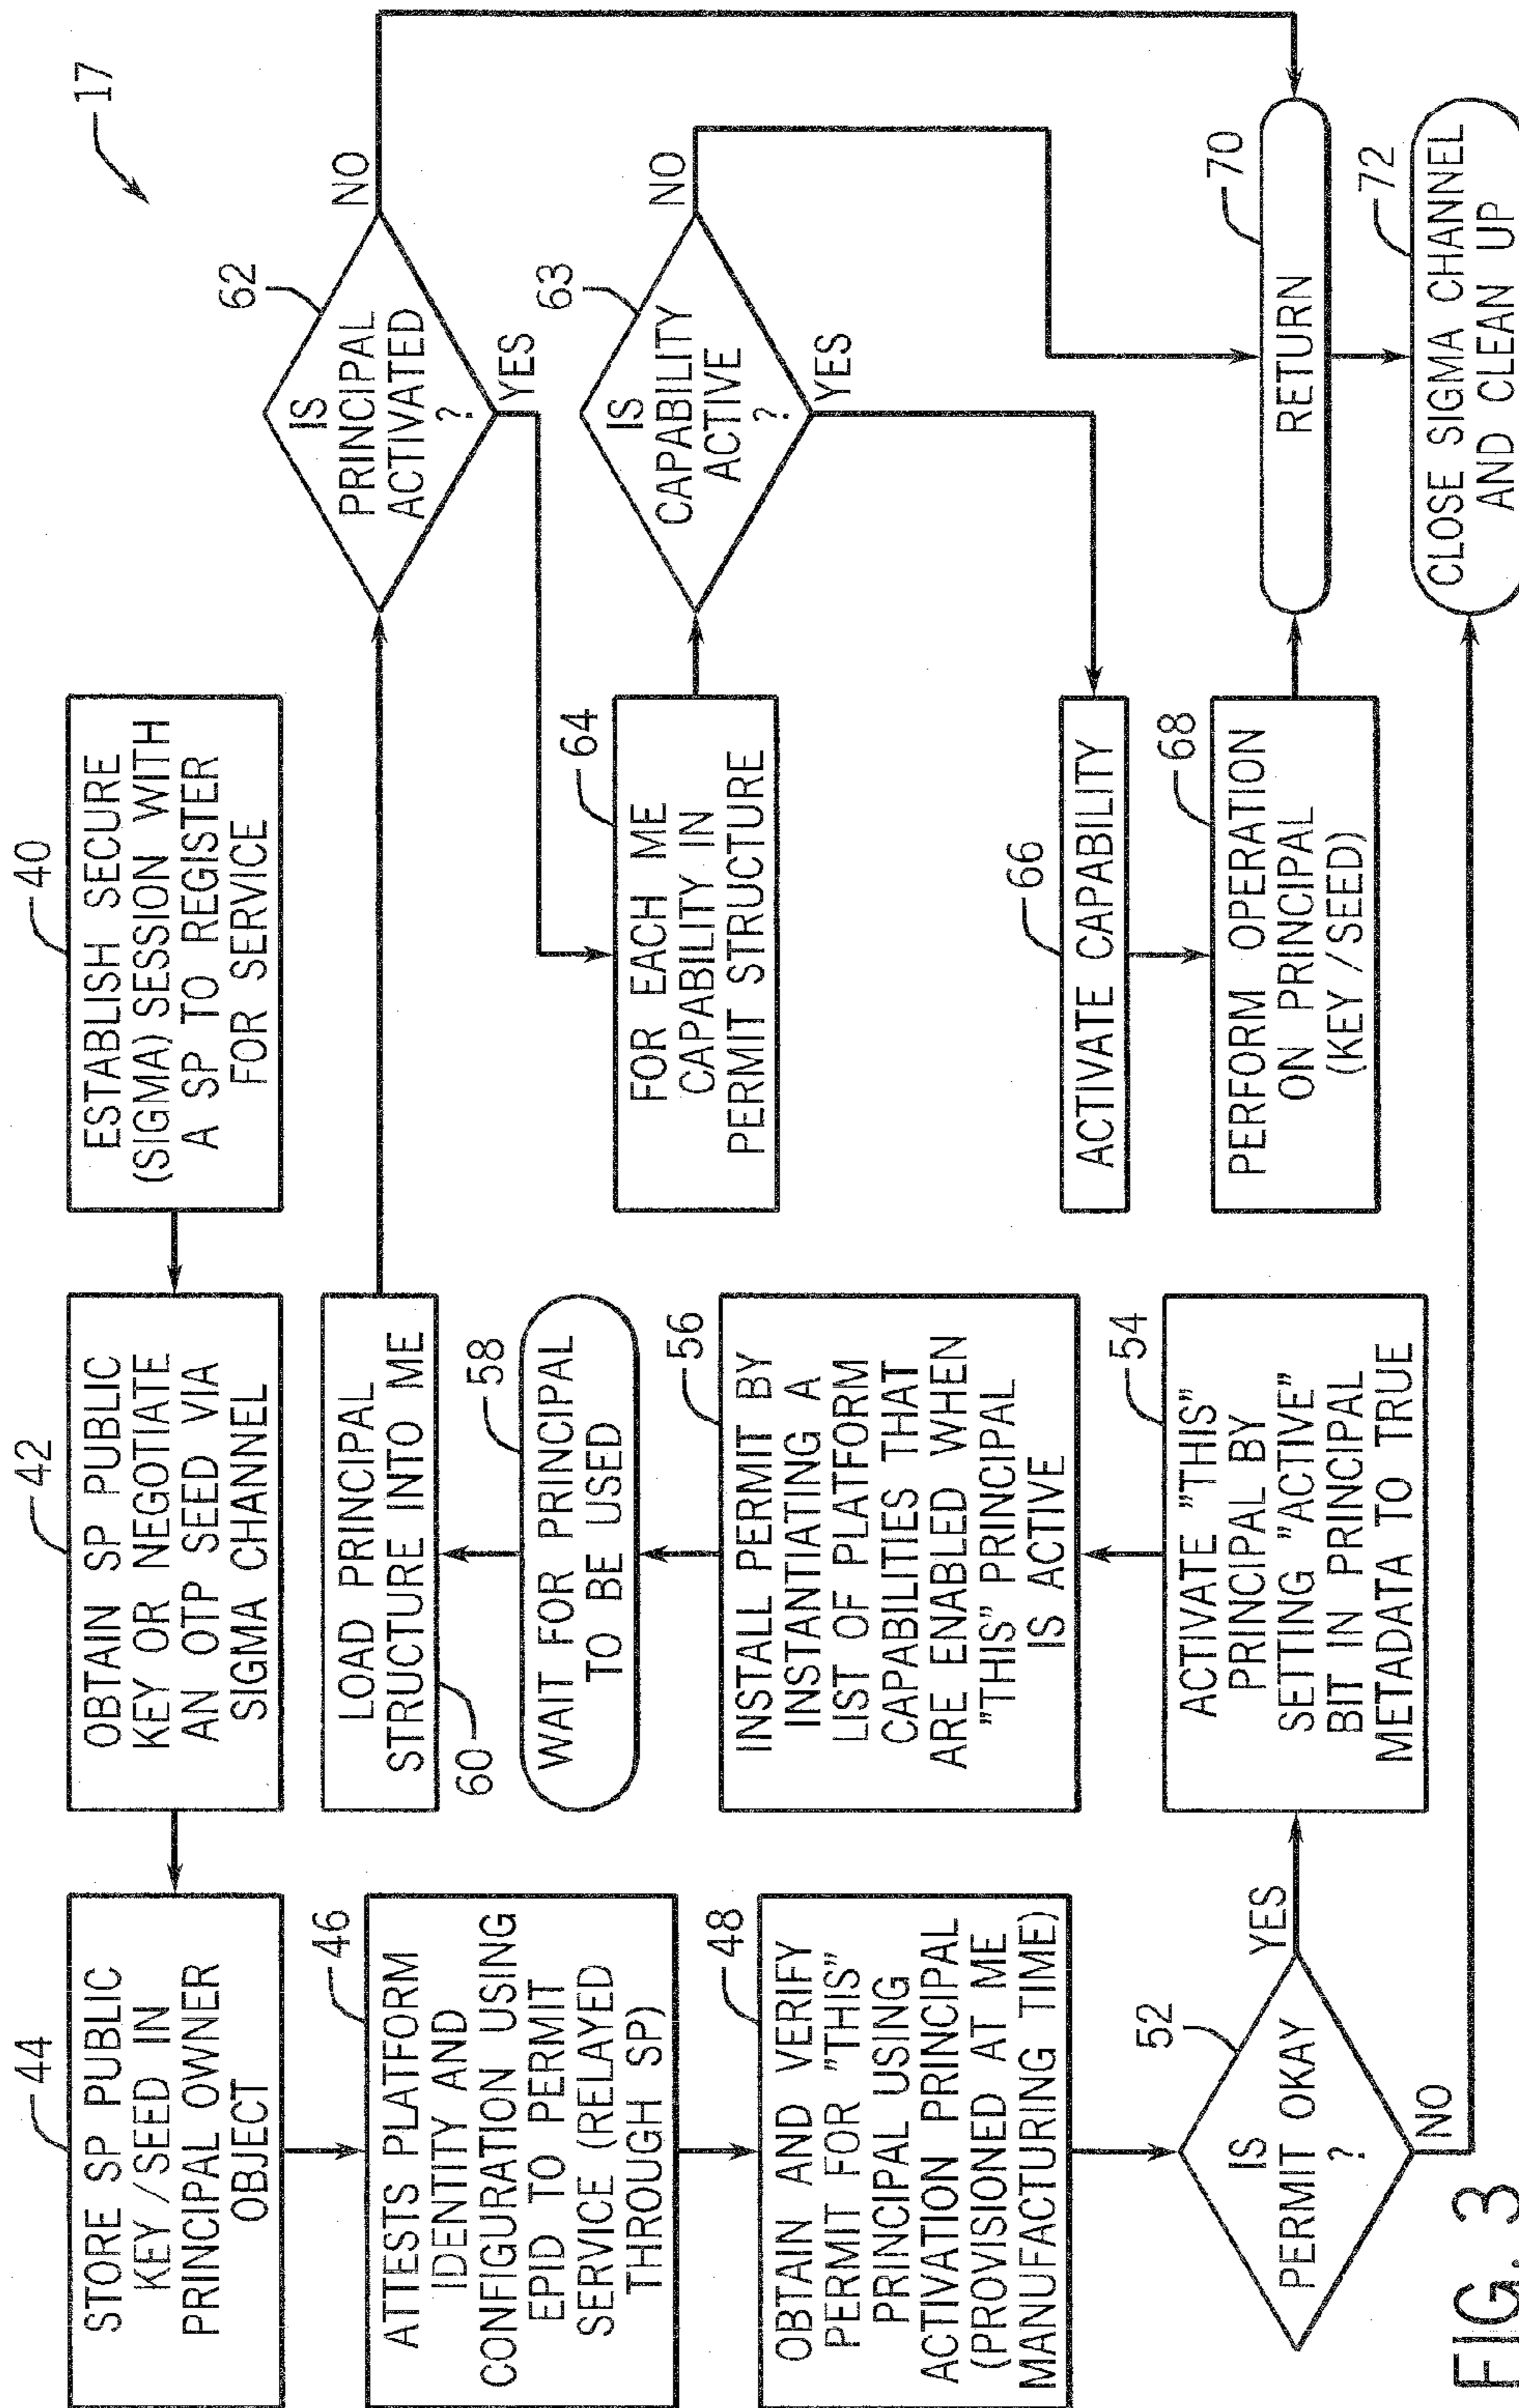 17
40
ESTABLISH SECURE
(SIGMA) SESSION WITH
A SP TO REGISTER
FOR SERVICE
42
OBTAIN SP PUBLIC
KEY OR NEGOTIATE
AN OTP SEED VIA
SIGMA CHANNEL
44
STORE SP PUBLIC
KEY/SEED IN
PRINCIPAL OWNER
OBJECT
46
ATTESTS PLATFORM
IDENTITY AND
CONFIGURATION USING
EPID TO PERMIT
SERVICE (RELAYED
THROUGH SP)
48
OBTAIN AND VERIFY
PERMIT FOR "THIS"
PRINCIPAL USING
ACTIVATION PRINCIPAL
(PROVISIONED AT ME
MANUFACTURING TIME)
52
IS
PERMIT OKAY
?
YES
NO
54
ACTIVATE "THIS"
PRINCIPAL BY
SETTING "ACTIVE"
BIT IN PRINCIPAL
METADATA TO TRUE
56
INSTALL PERMIT BY
INSTANTIATING A
LIST OF PLATFORM
CAPABILITIES THAT
ARE ENABLED WHEN
"THIS" PRINCIPAL
IS ACTIVE
58
WAIT FOR PRINCIPAL
TO BE USED
60
LOAD PRINCIPAL
STRUCTURE INTO ME
62
IS
PRINCIPAL
ACTIVATED
?
NO
YES
64
FOR EACH ME
CAPABILITY IN
PERMIT STRUCTURE
63
IS
CAPABILITY
ACTIVE
?
NO
YES
66
ACTIVATE CAPABILITY
68
PERFORM OPERATION
ON PRINCIPAL
(KEY/SEED)
70
RETURN
72
CLOSE SIGMA CHANNEL
AND CLEAN UP
FIG. 3